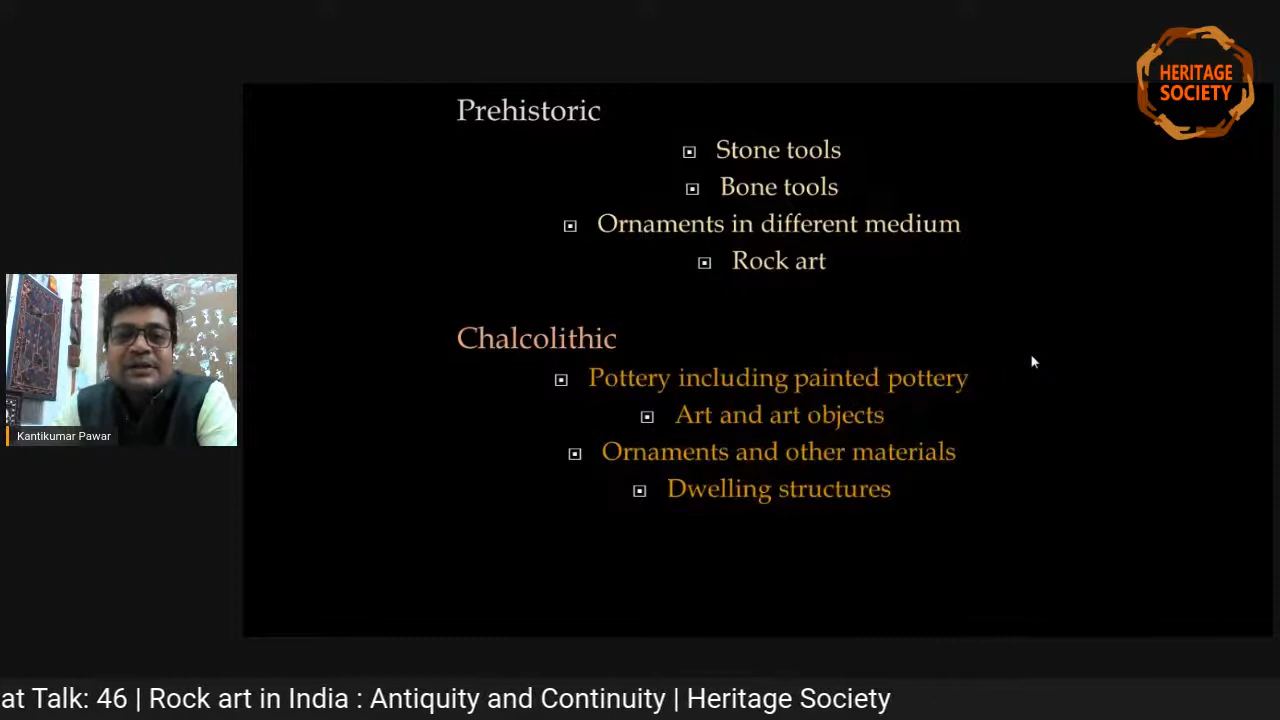 HERITAGE
SOCIETY
Prehistoric
Stone tools
Bone tools
Ornaments in different medium
Rock art
Chalcolithic
Pottery including painted pottery
Art and art objects
Ornaments and other materials
Dwelling structures
Kantikumar Pawar
at Talk: 46 | Rock art in India : Antiquity and Continuity | Heritage Society